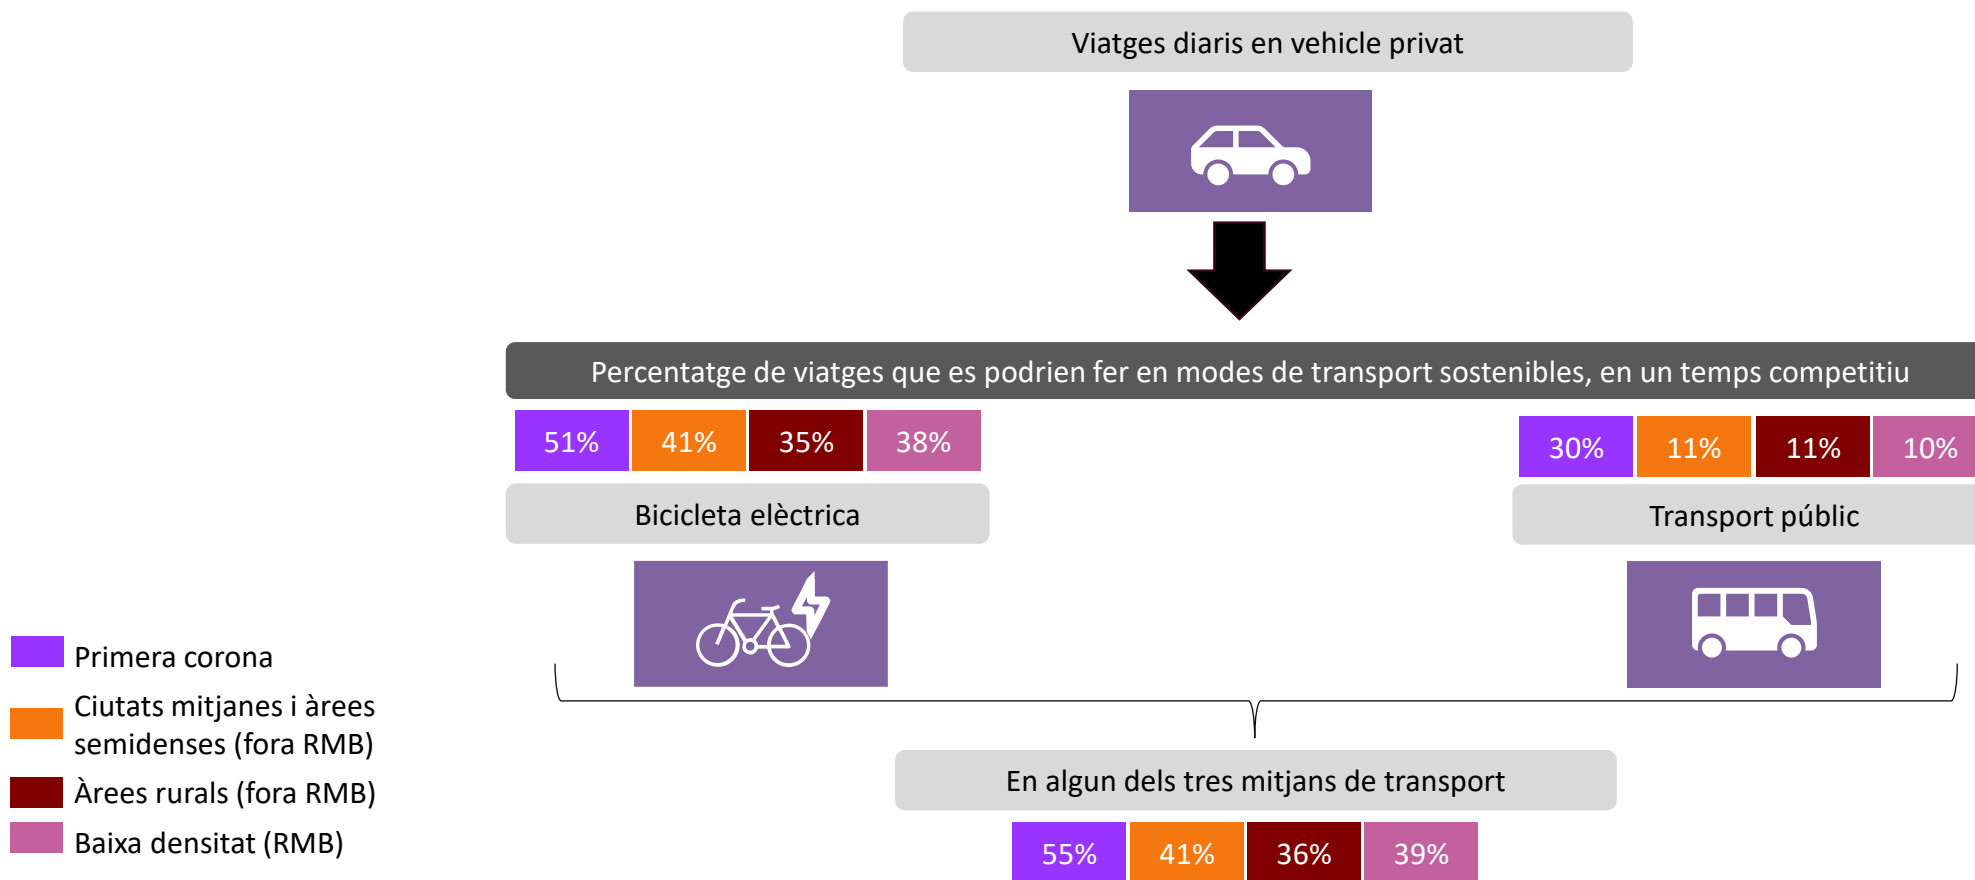 Viatges diaris en vehicle privat
Percentatge de viatges que es podrien fer en modes de transport sostenibles, en un temps competitiu
51% 41% 35% 38%
30% 11% 11% 10%
Bicicleta elèctrica
Transport públic
Primera corona
Ciutats mitjanes i àrees
semidenses (fora RMB)
Àrees rurals (fora RMB)
Baixa densitat (RMB)
En algun dels tres mitjans de transport
55% 41% 36% 39%